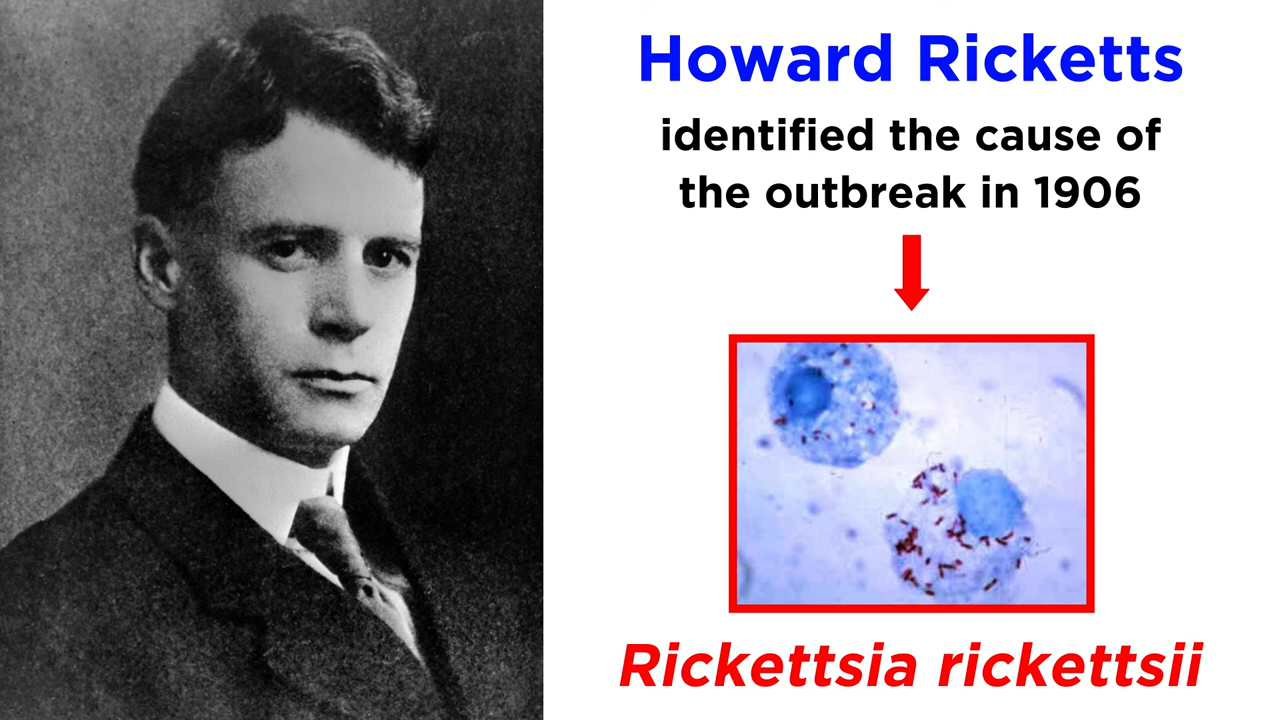 Howard Ricketts
identified the cause of
the outbreak in 1906
Rickettsia rickettsii